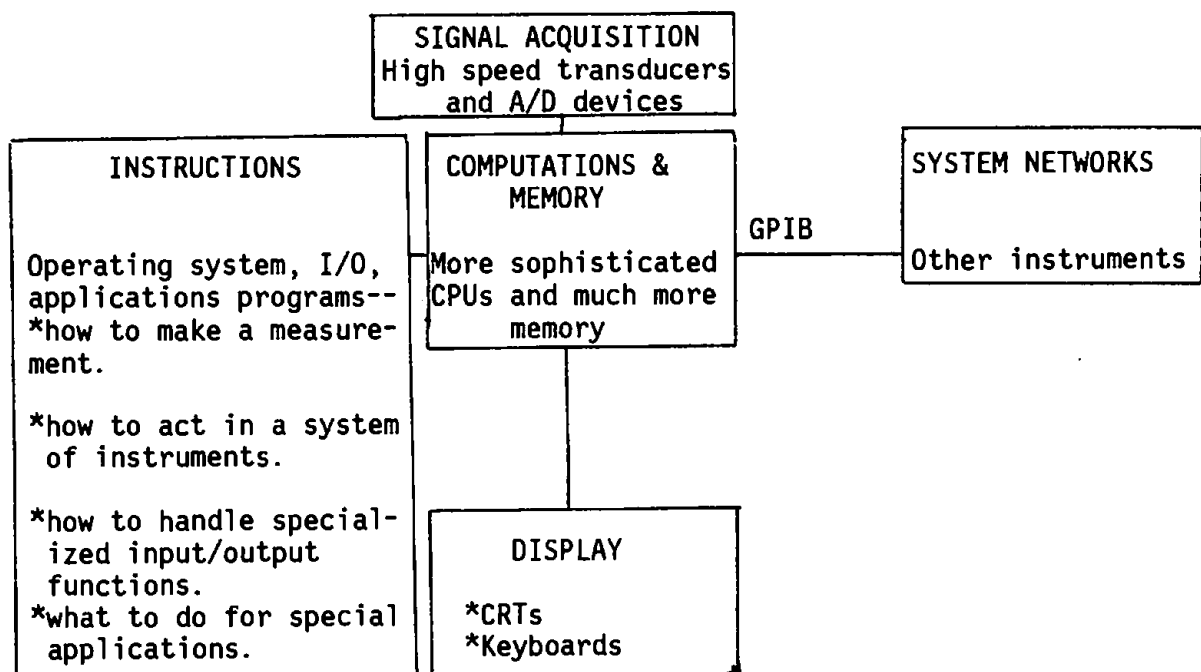 SIGNAL ACQUISITION
High speed transducers
and A/D devices
INSTRUCTIONS
Operating system, I/O,
applications programs--
*how to make a measure-
ment.
*how to act in a system
of instruments.
*how to handle special-
ized input/output
functions.
*what to do for special
applications.
COMPUTATIONS &
MEMORY
More sophisticated
CPUs and much more
memory
GPIB
SYSTEM NETWORKS
Other instruments
DISPLAY
*CRTs
*Keyboards